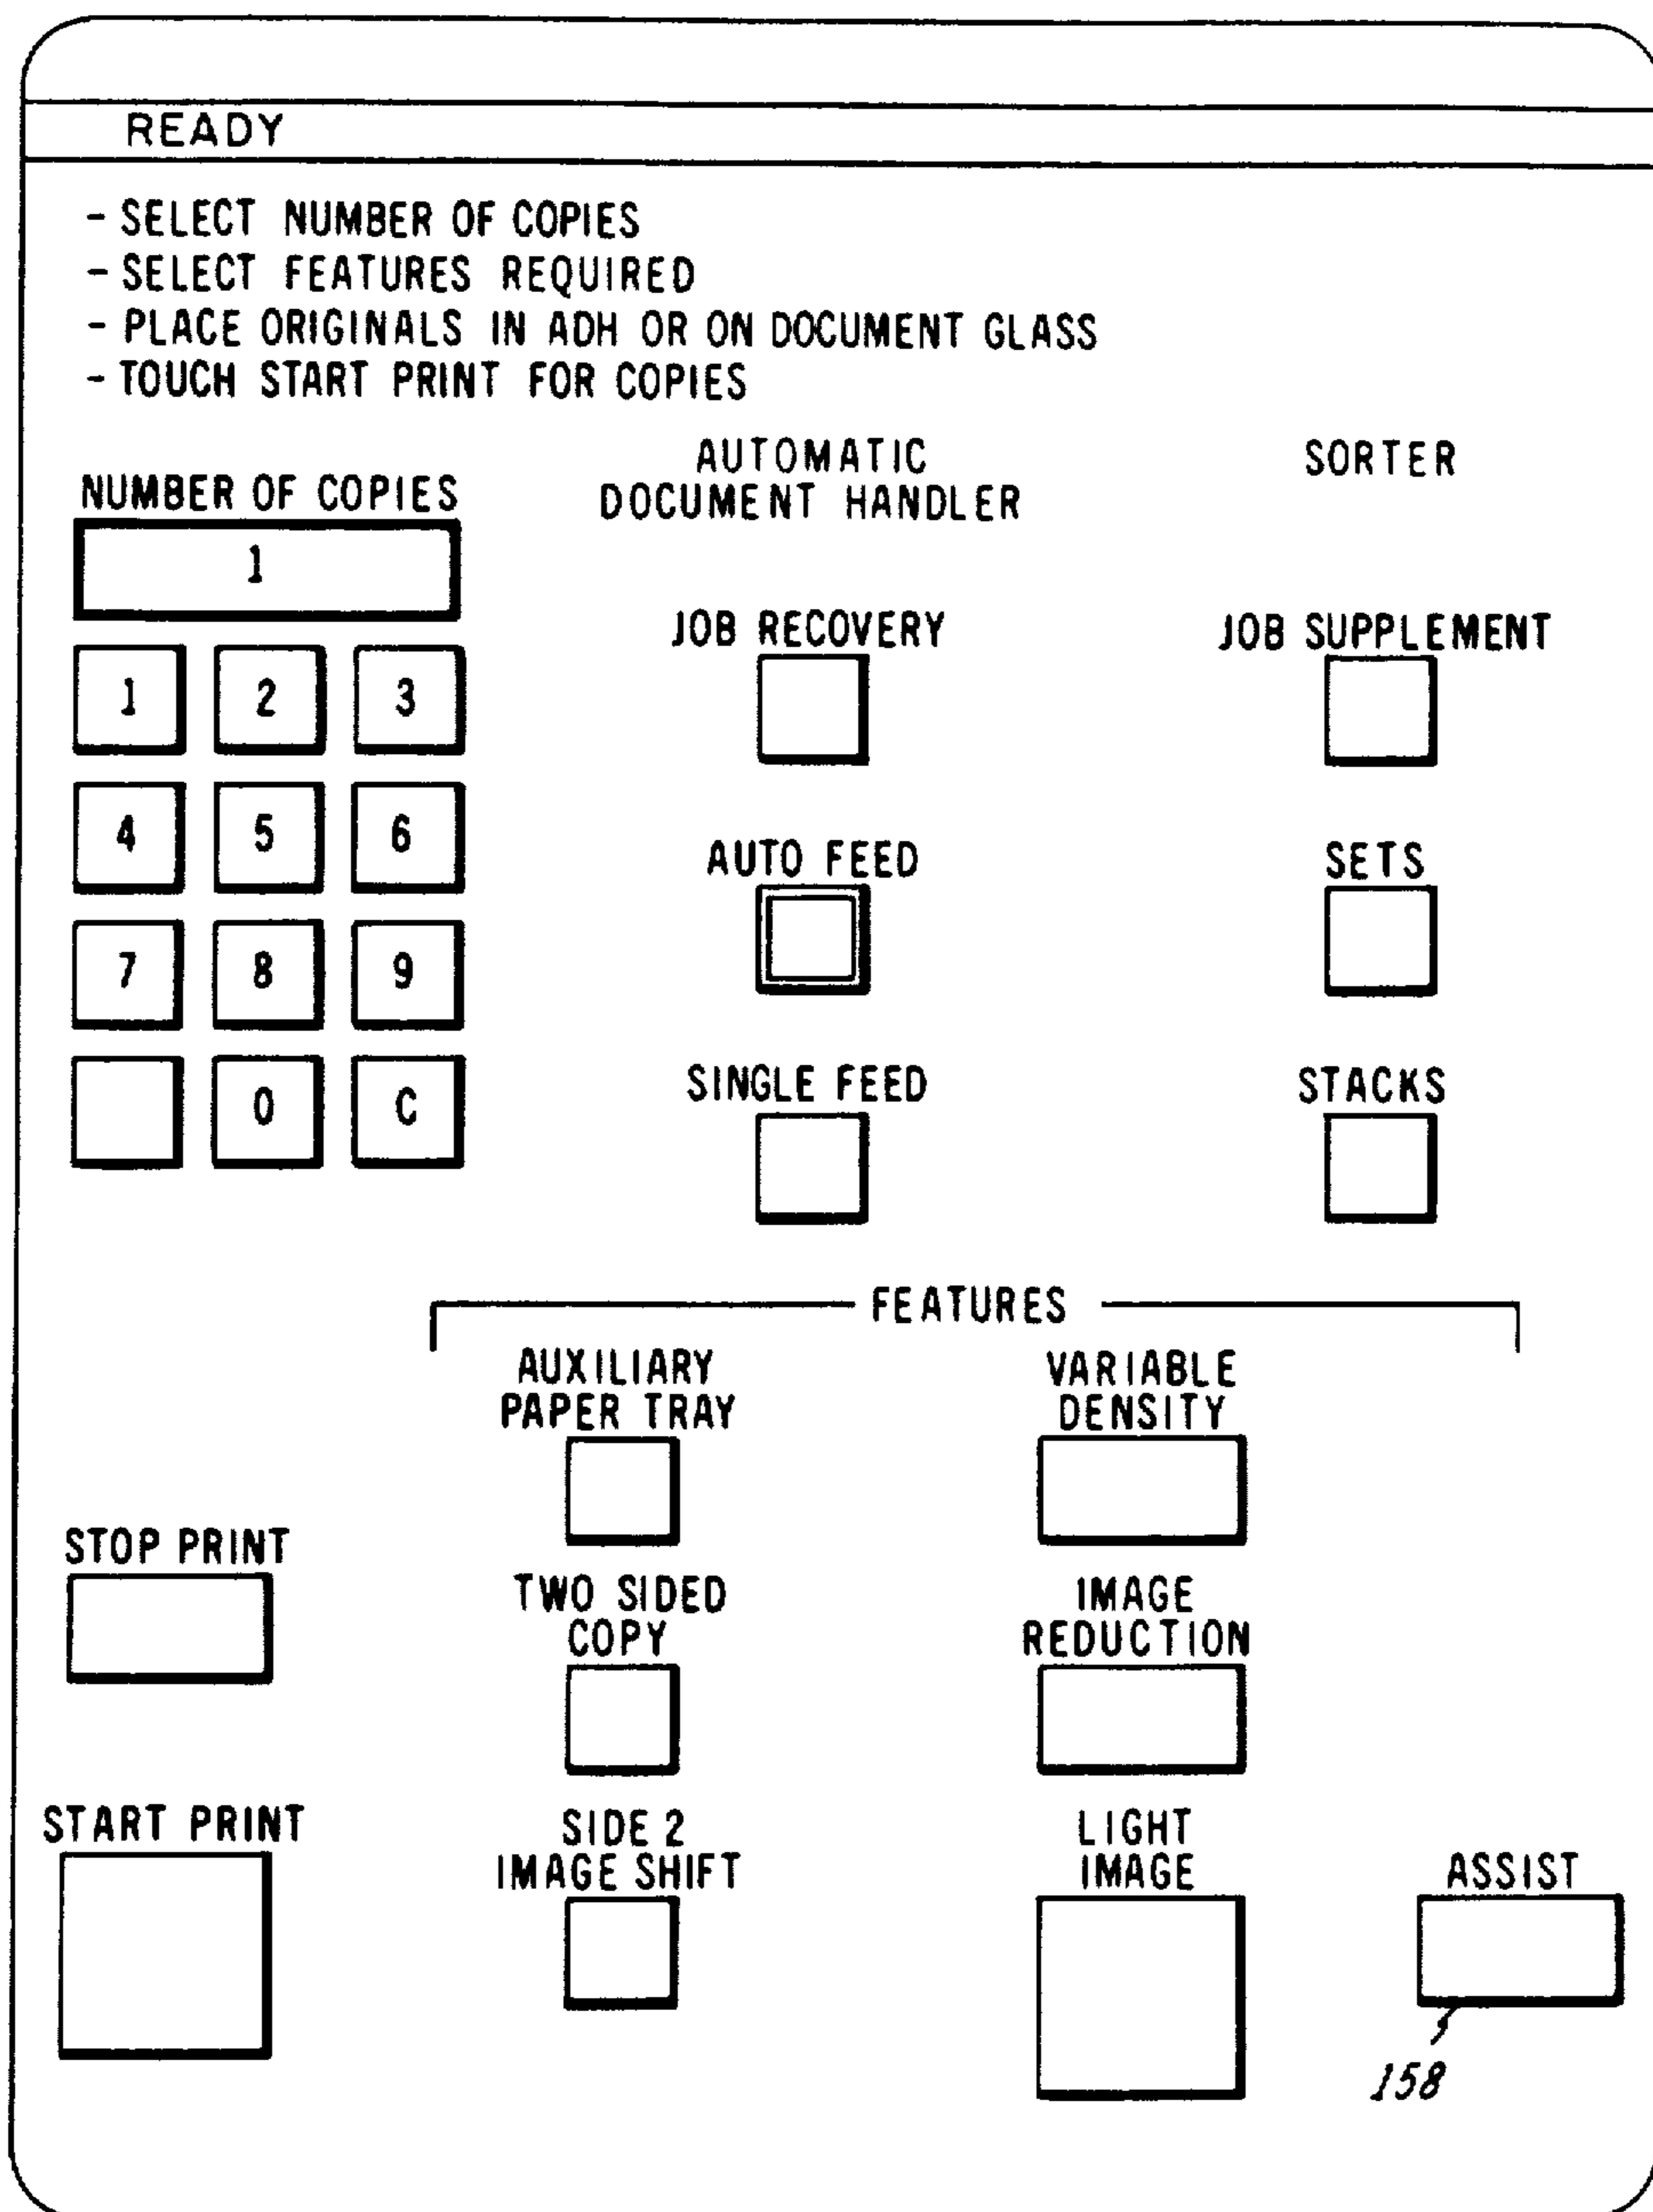 READY
- SELECT NUMBER OF COPIES
- SELECT FEATURES REQUIRED
- PLACE ORIGINALS IN ADH OR ON DOCUMENT GLASS
- TOUCH START PRINT FOR COPIES
NUMBER OF COPIES
1
1 2 3
4 5 6
7 8 9
0 C
AUTOMATIC
DOCUMENT HANDLER
JOB RECOVERY
AUTO FEED
SINGLE FEED
SORTER
JOB SUPPLEMENT
SETS
STACKS
FEATURES
AUXILIARY
PAPER TRAY
VARIABLE
DENSITY
STOP PRINT
TWO SIDED
COPY
IMAGE
REDUCTION
START PRINT
SIDE 2
IMAGE SHIFT
LIGHT
IMAGE
ASSIST
158